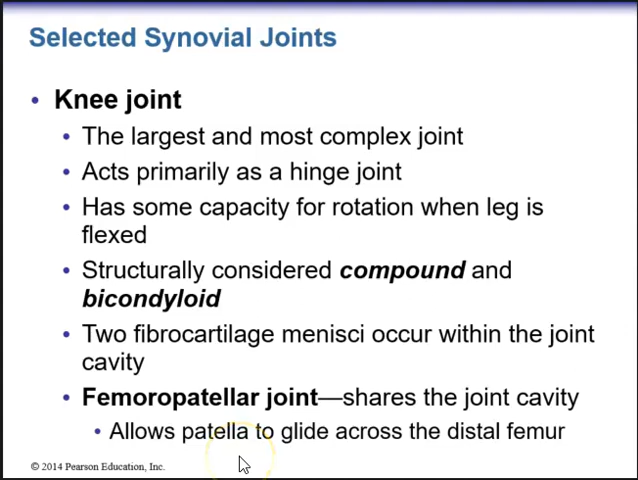 Selected Synovial Joints
• Knee joint
• The largest and most complex joint
• Acts primarily as a hinge joint
• Has some capacity for rotation when leg is
flexed
• Structurally considered compound and
bicondyloid
• Two fibrocartilage menisci occur within the joint
cavity
• Femoropatellar joint—shares the joint cavity
• Allows patella to glide across the distal femur
© 2014 Pearson Education, Inc.